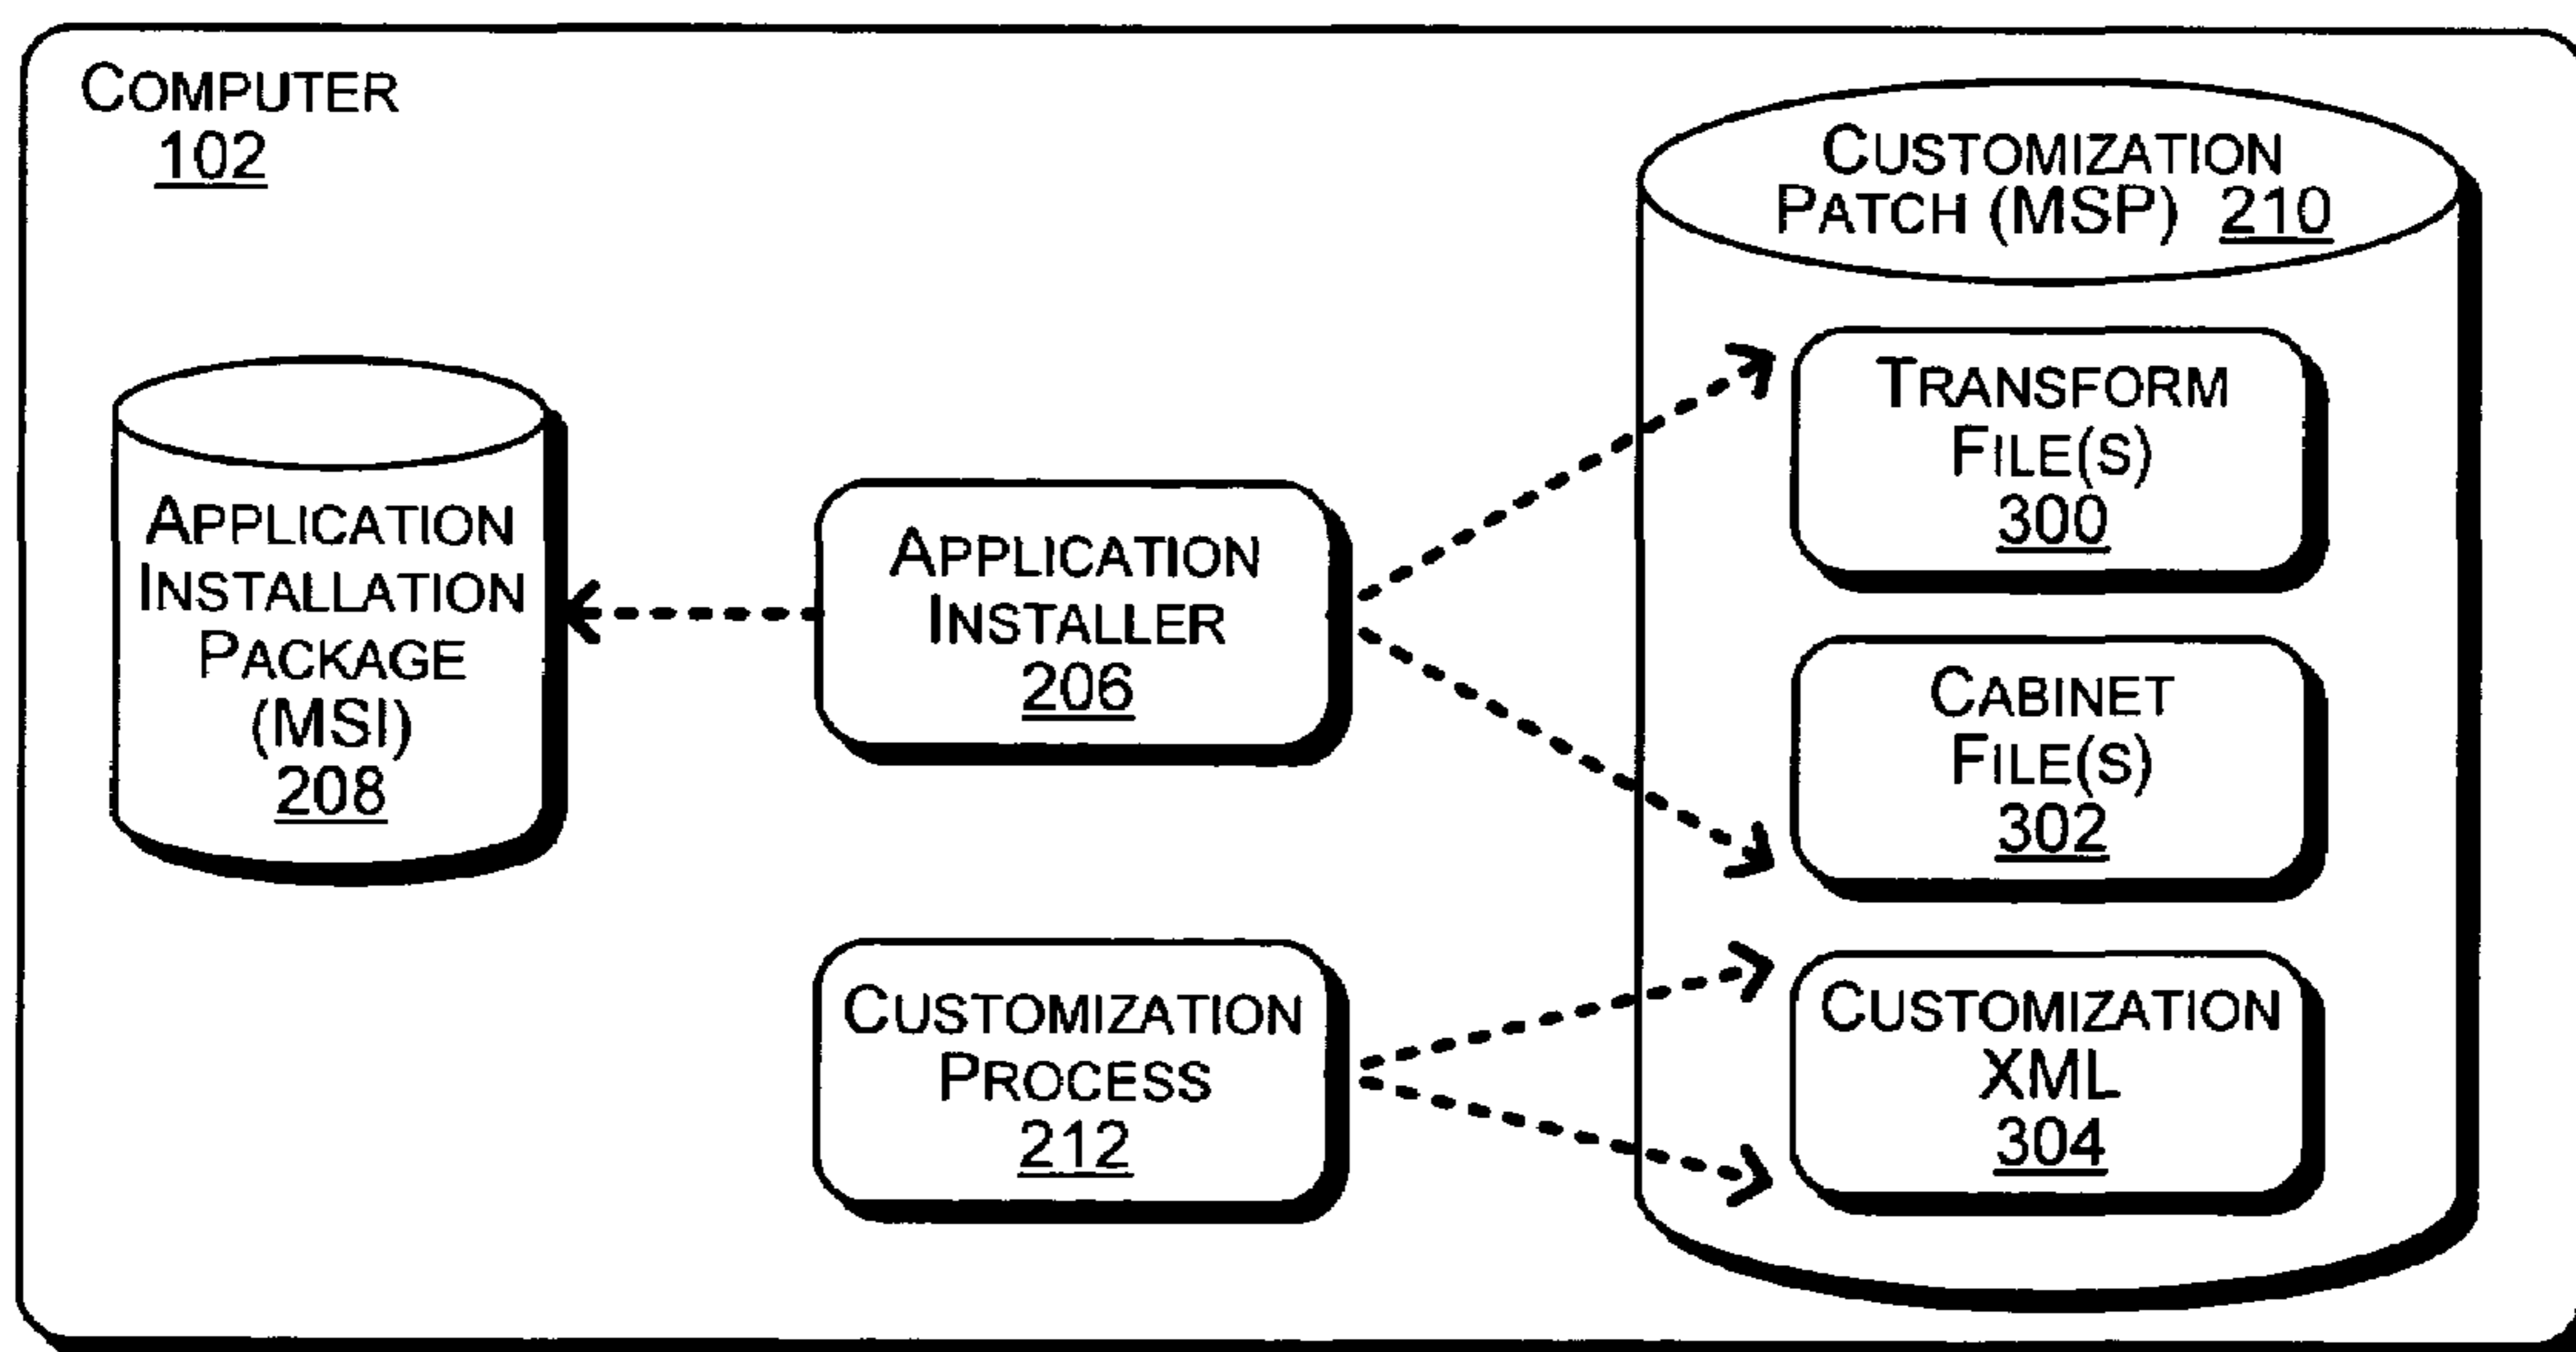 COMPUTER
102
CUSTOMIZATION
PATCH (MSP) 210
APPLICATION
INSTALLATION
PACKAGE
(MSI)
208
APPLICATION
INSTALLER
206
TRANSFORM
FILE(S)
300
CABINET
FILE(S)
302
CUSTOMIZATION
PROCESS
212
CUSTOMIZATION
XML
304